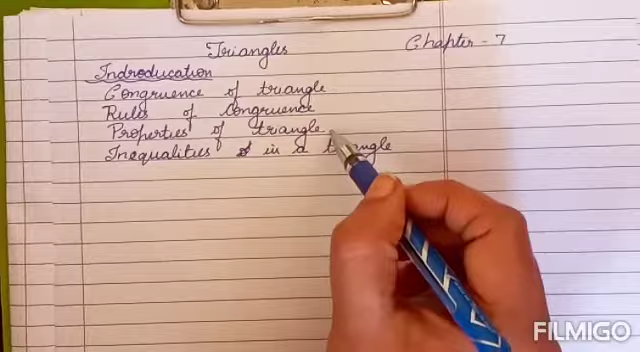 Triangles Chapter - 7
Indroducation
Congruence of triangle
Rules of congruence
Properties of triangle
Inequalities in a triangle
FILMIGO